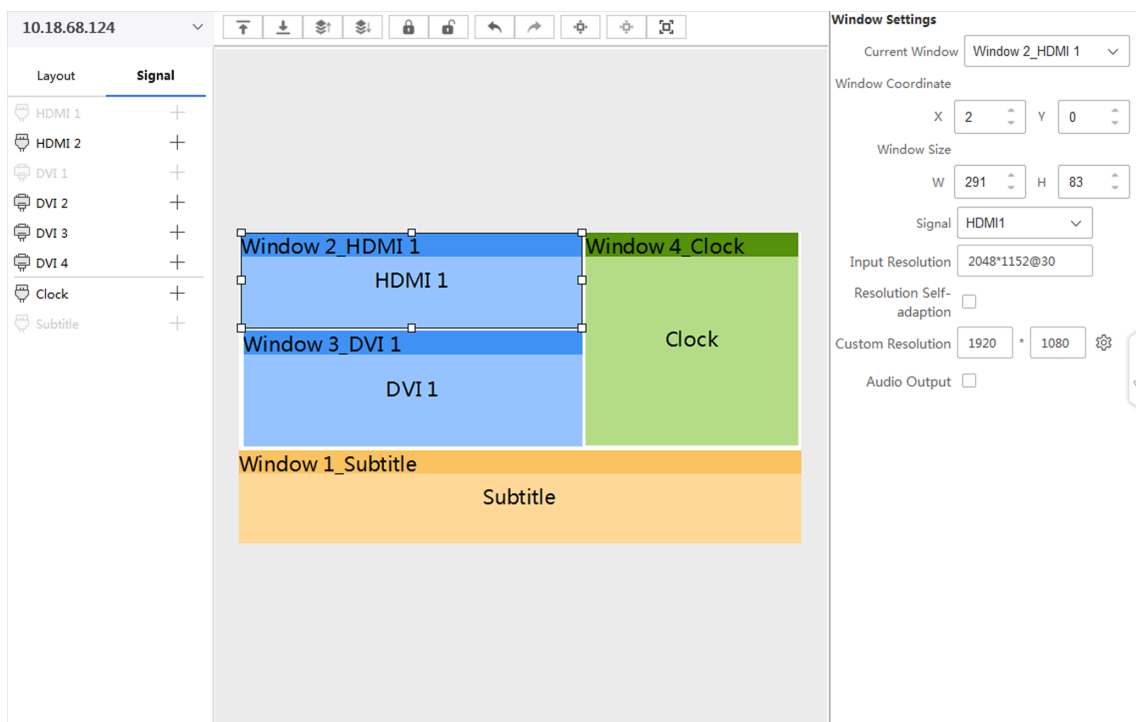 10.18.68.124
Layout
Signal
HDMI 1
HDMI 2
DVI 1
DVI 2
DVI 3
DVI 4
Clock
Subtitle
Window 2_HDMI 1
HDMI 1
Window 4_Clock
Clock
Window 3_DVI 1
DVI 1
Window 1_Subtitle
Subtitle
Window Settings
Current Window Window 2_HDMI 1
Window Coordinate
X 2 Y 0
Window Size
W 291 H 83
Signal HDMI1
Input Resolution 2048*1152@30
Resolution Self-
adaption
Custom Resolution 1920 * 1080
Audio Output